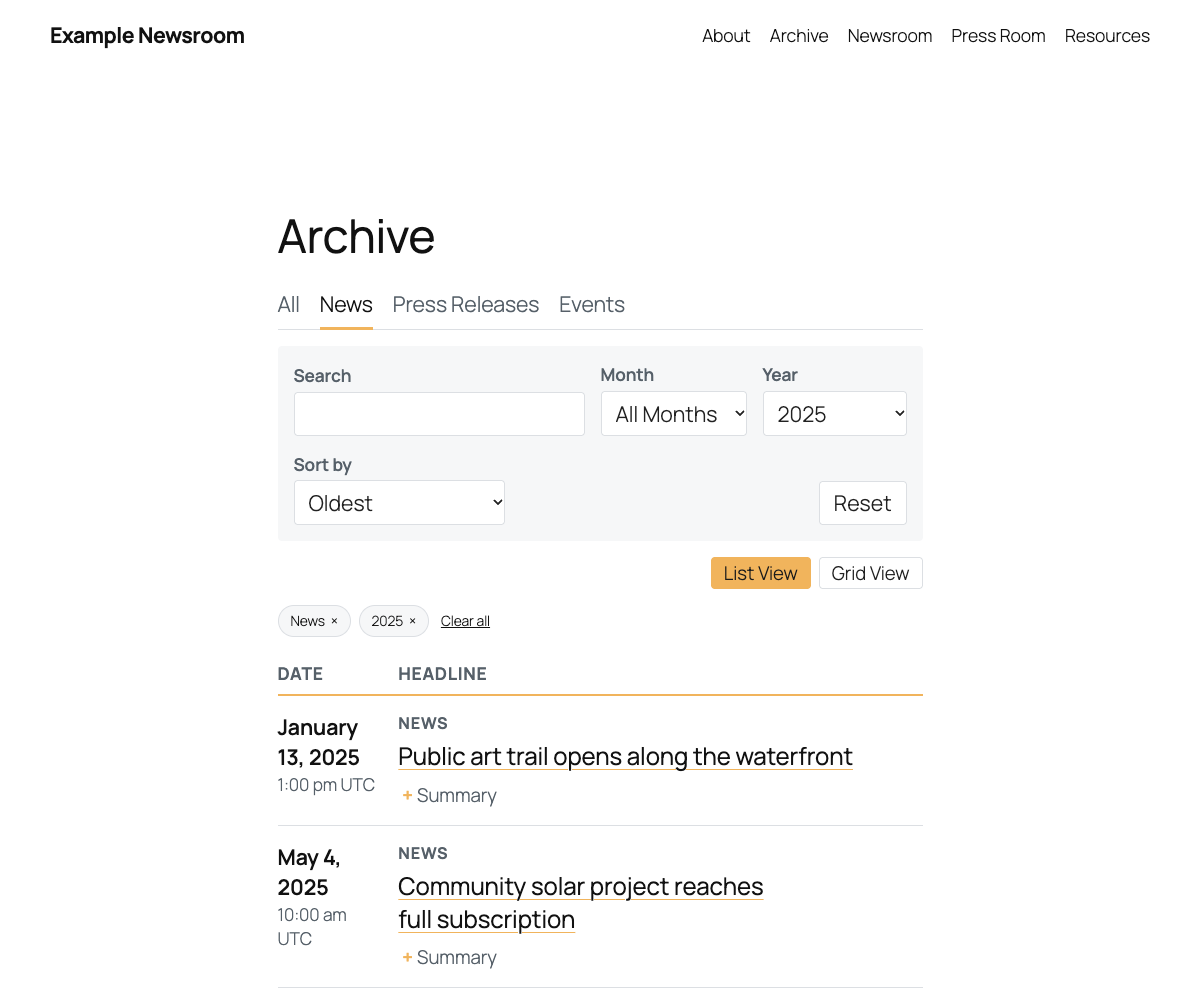 Example Newsroom
About Archive Newsroom Press Room Resources
Archive
All News Press Releases Events
Search Month Year
All Months 2025
Sort by
Oldest Reset
List View Grid View
News × 2025 × Clear all
DATE HEADLINE
January
13, 2025
1:00 pm UTC
NEWS
Public art trail opens along the waterfront
+ Summary
May 4,
2025
10:00 am
UTC
NEWS
Community solar project reaches
full subscription
+ Summary